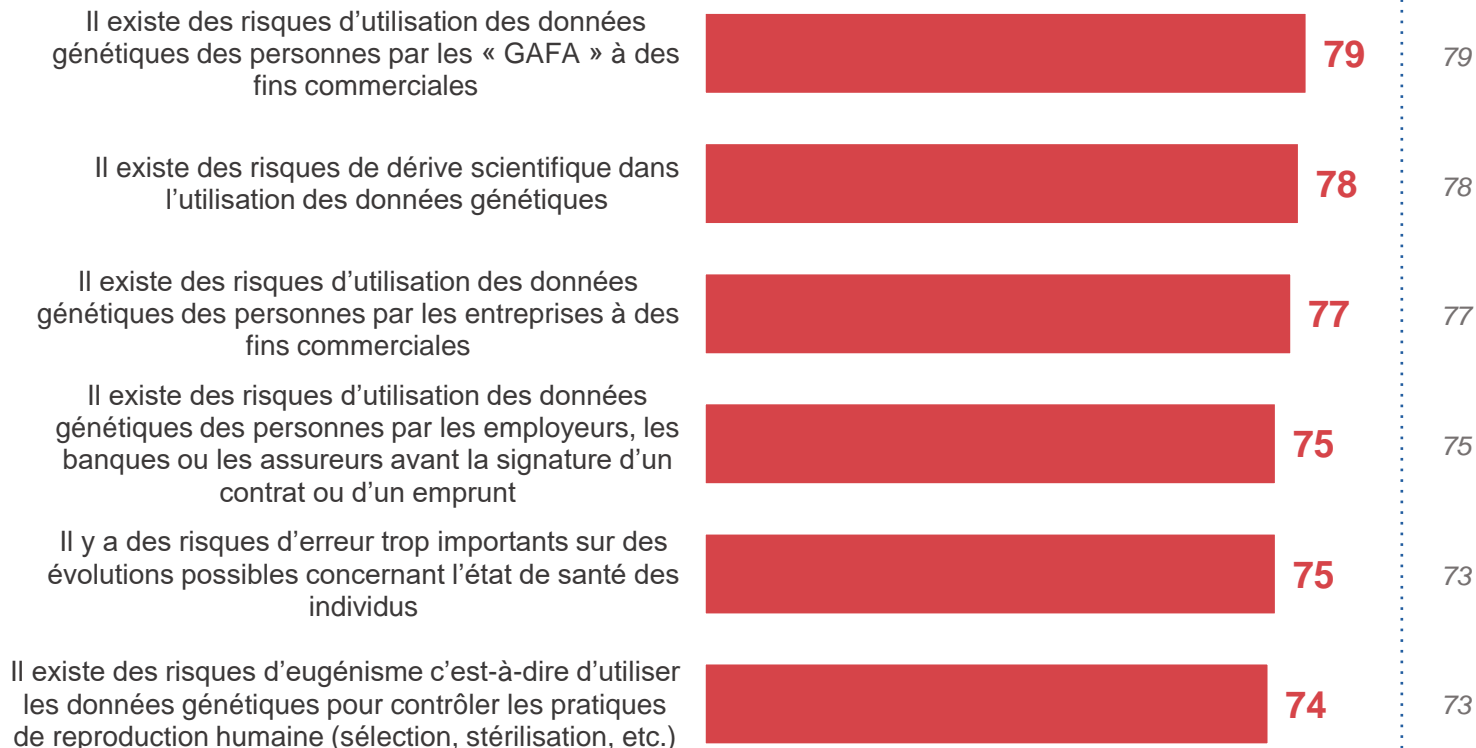 Il existe des risques d’utilisation des données
génétiques des personnes par les « GAFA » à des
fins commerciales
79
79
Il existe des risques de dérive scientifique dans
l’utilisation des données génétiques
78
78
Il existe des risques d’utilisation des données
génétiques des personnes par les entreprises à des
fins commerciales
77
77
Il existe des risques d’utilisation des données
génétiques des personnes par les employeurs, les
banques ou les assureurs avant la signature d’un
contrat ou d’un emprunt
75
75
Il y a des risques d’erreur trop importants sur des
évolutions possibles concernant l’état de santé des
individus
75
73
Il existe des risques d’eugénisme c’est-à-dire d’utiliser
les données génétiques pour contrôler les pratiques
de reproduction humaine (sélection, stérilisation, etc.)
74
73